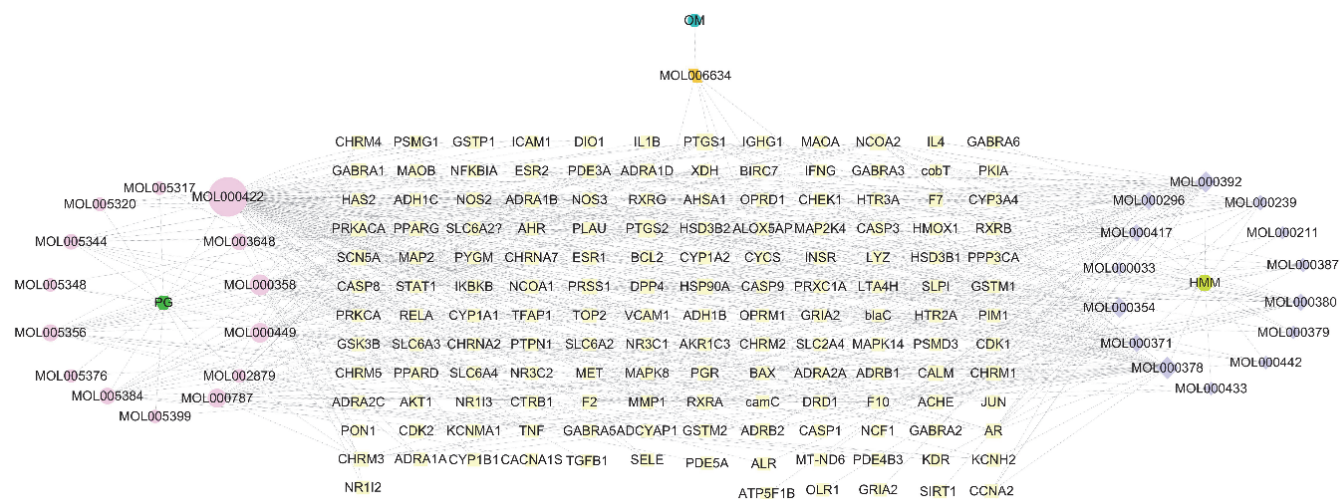 OM
MOL006634
CHRM4 PSMG1 GSTP1 ICAM1 DIO1 IL1B PTGS1 IGHG1 MAOA NCOA2 IL4 GABRA6
GABRA1 MAOB NFKBIA ESR2 PDE3A ADRA1D XDH BIRC7 IFNG GABRA3 cobT PKIA
HAS2 ADH1C NOS2 ADRA1B NOS3 RXRG AHSA1 OPRD1 CHEK1 HTR3A F7 CYP3A4
PRKACA PPARG SLC6A2? AHR PLAU PTGS2 HSD3B2 ALOX5AP MAP2K4 CASP3 HMOX1 RXRB
SCN5A MAP2 PYGM CHRNA7 ESR1 BCL2 CYP1A2 CYCS INSR LYZ HSD3B1 PPP3CA
CASP8 STAT1 IKBKB NCOA1 PRSS1 DPP4 HSP90A CASP9 PRXC1A LTA4H SLPI GSTM1
PRKCA RELA CYP1A1 TFAP1 TOP2 VCAM1 ADH1B OPRM1 GRIA2 blaC HTR2A PIM1
GSK3B SLC6A3 CHRNA2 PTPN1 SLC6A2 NR3C1 AKR1C3 CHRM2 SLC2A4 MAPK14 PSMD3 CDK1
CHRM5 PPARD SLC6A4 NR3C2 MET MAPK8 PGR BAX ADRA2A ADRB1 CALM CHRM1
ADRA2C AKT1 NR1I3 CTRB1 F2 MMP1 RXRA camC DRD1 F10 ACHE JUN
PON1 CDK2 KCNMA1 TNF GABRA5 ADCYAP1 GSTM2 ADRB2 CASP1 NCF1 GABRA2 AR
CHRM3 ADRA1A CYP1B1 CACNA1S TGFB1 SELE PDE5A ALR MT-ND6 PDE4B3 KDR KCNH2
NR1I2 ATP5F1B OLR1 GRIA2 SIRT1 CCNA2
MOL005317
MOL000422
MOL005320
MOL005344
MOL003648
MOL005348
MOL000358
PG
MOL005356
MOL000449
MOL005376
MOL002879
MOL005384
MOL000787
MOL005399
MOL000392
MOL000296
MOL000239
MOL000417
MOL000211
MOL000033
MOL000387
HMM
MOL000354
MOL000380
MOL000371
MOL000379
MOL000378
MOL000442
MOL000433